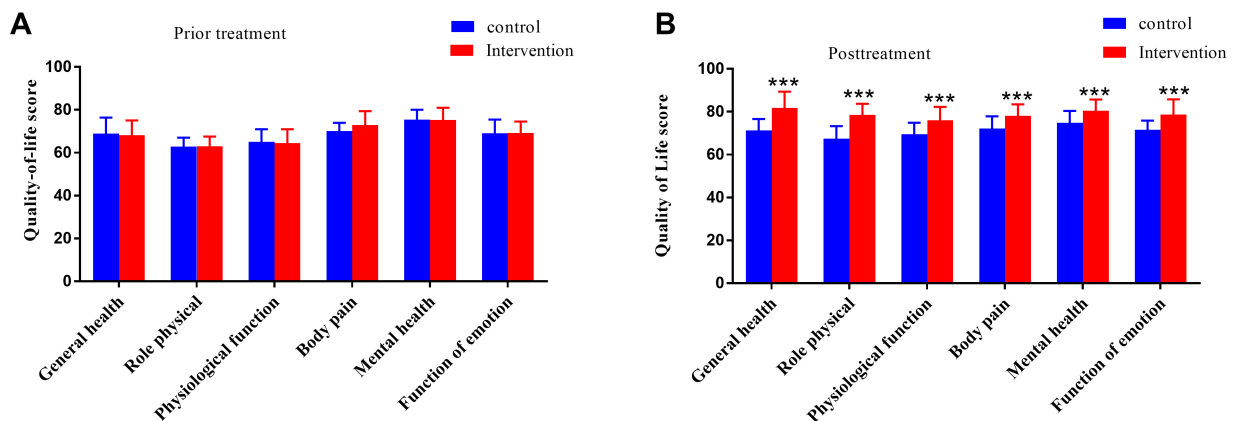 A
Prior treatment
control
Intervention
Quality-of-life score
100
80
60
40
20
0
General health
Role physical
Physiological function
Body pain
Mental health
Function of emotion
B
Posttreatment
control
Intervention
Quality of Life score
100
80
60
40
20
0
*** *** *** *** *** ***
General health
Role physical
Physiological function
Body pain
Mental health
Function of emotion